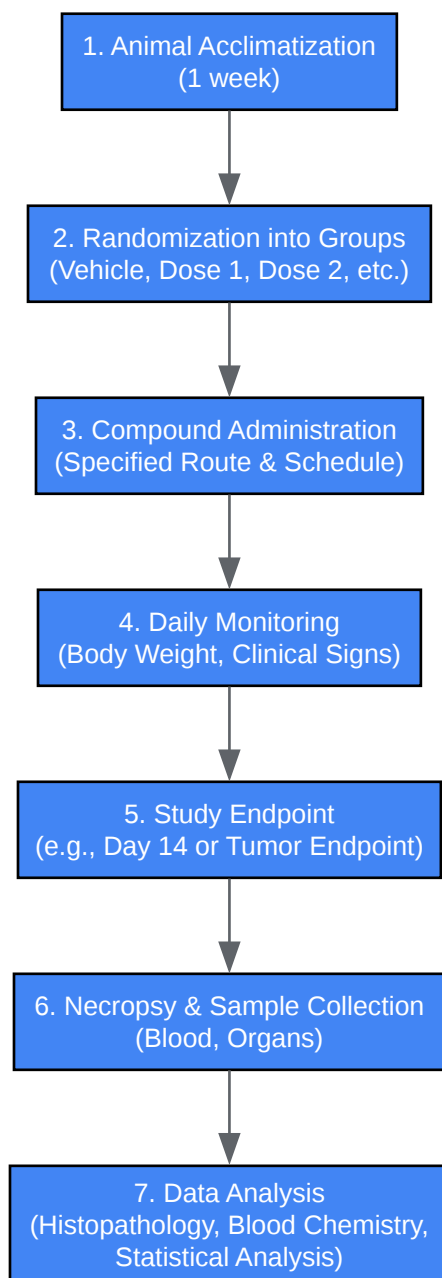 1. Animal Acclimatization
(1 week)
2. Randomization into Groups
(Vehicle, Dose 1, Dose 2, etc.)
3. Compound Administration
(Specified Route & Schedule)
4. Daily Monitoring
(Body Weight, Clinical Signs)
5. Study Endpoint
(e.g., Day 14 or Tumor Endpoint)
6. Necropsy & Sample Collection
(Blood, Organs)
7. Data Analysis
(Histopathology, Blood Chemistry,
Statistical Analysis)